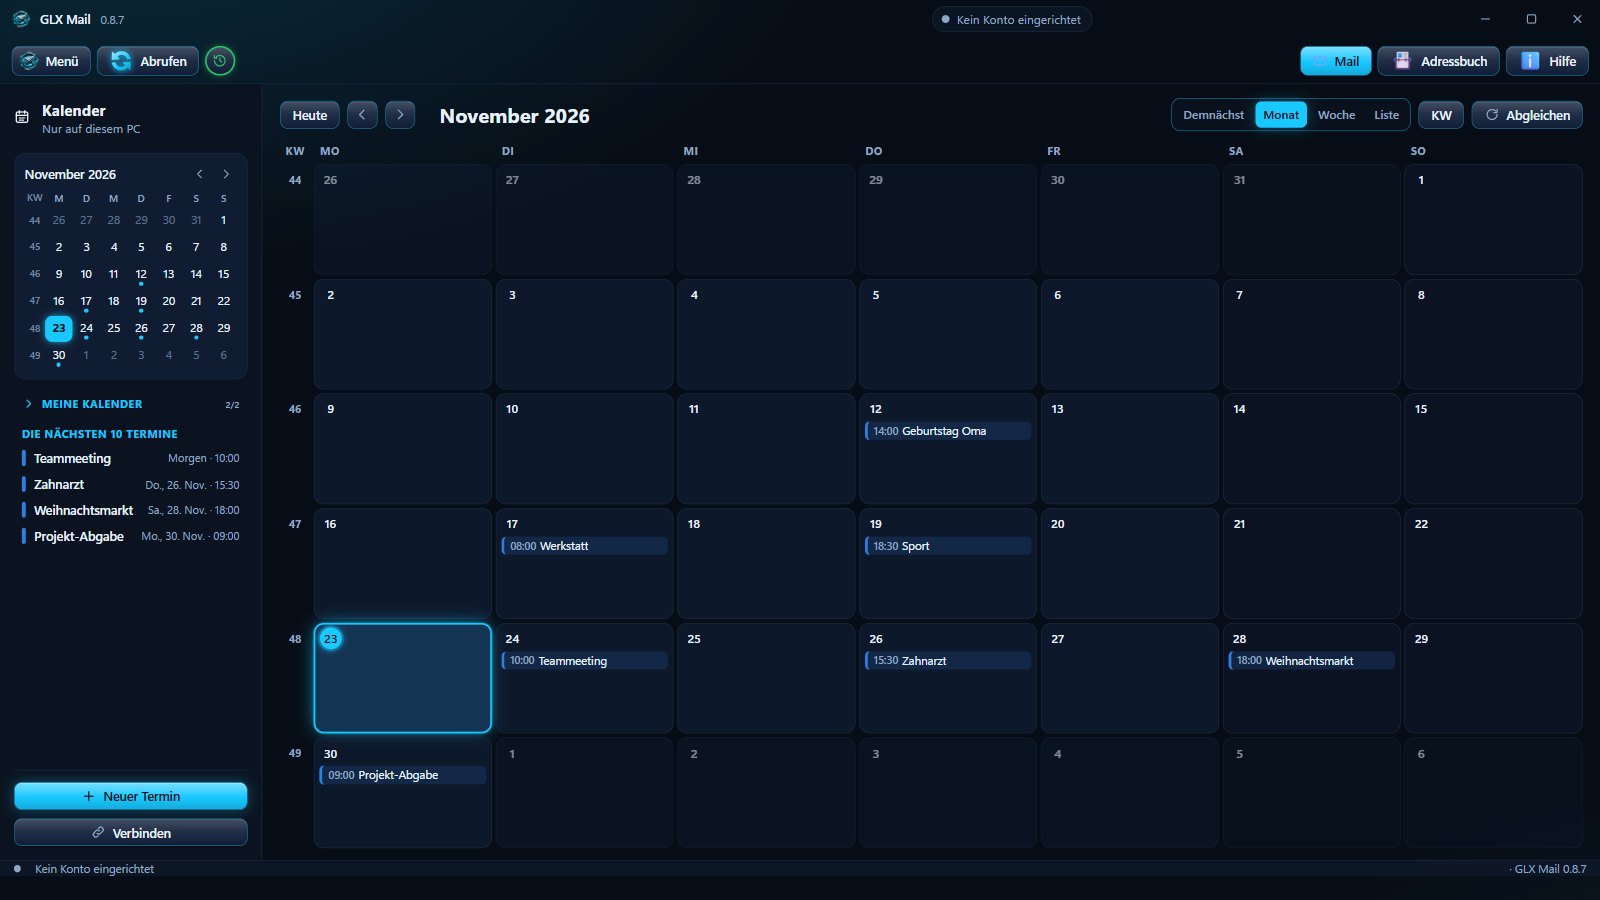 GLX Mail 0.8.7
Kein Konto eingerichtet
Menü Abrufen
Mail Adressbuch Hilfe
Kalender
Nur auf diesem PC
November 2026
KW M D M D F S S
44 26 27 28 29 30 31 1
45 2 3 4 5 6 7 8
46 9 10 11 12 13 14 15
47 16 17 18 19 20 21 22
48 23 24 25 26 27 28 29
49 30 1 2 3 4 5 6
MEINE KALENDER 2/2
DIE NÄCHSTEN 10 TERMINE
Teammeeting Morgen · 10:00
Zahnarzt Do., 26. Nov. · 15:30
Weihnachtsmarkt Sa., 28. Nov. · 18:00
Projekt-Abgabe Mo., 30. Nov. · 09:00
+ Neuer Termin
Verbinden
Heute November 2026
Demnächst Monat Woche Liste KW Abgleichen
KW MO DI MI DO FR SA SO
44 26 27 28 29 30 31 1
45 2 3 4 5 6 7 8
46 9 10 11 12 13 14 15
14:00 Geburtstag Oma
47 16 17 18 19 20 21 22
08:00 Werkstatt 18:30 Sport
48 23 24 25 26 27 28 29
10:00 Teammeeting 15:30 Zahnarzt 18:00 Weihnachtsmarkt
49 30 1 2 3 4 5 6
09:00 Projekt-Abgabe
Kein Konto eingerichtet · GLX Mail 0.8.7